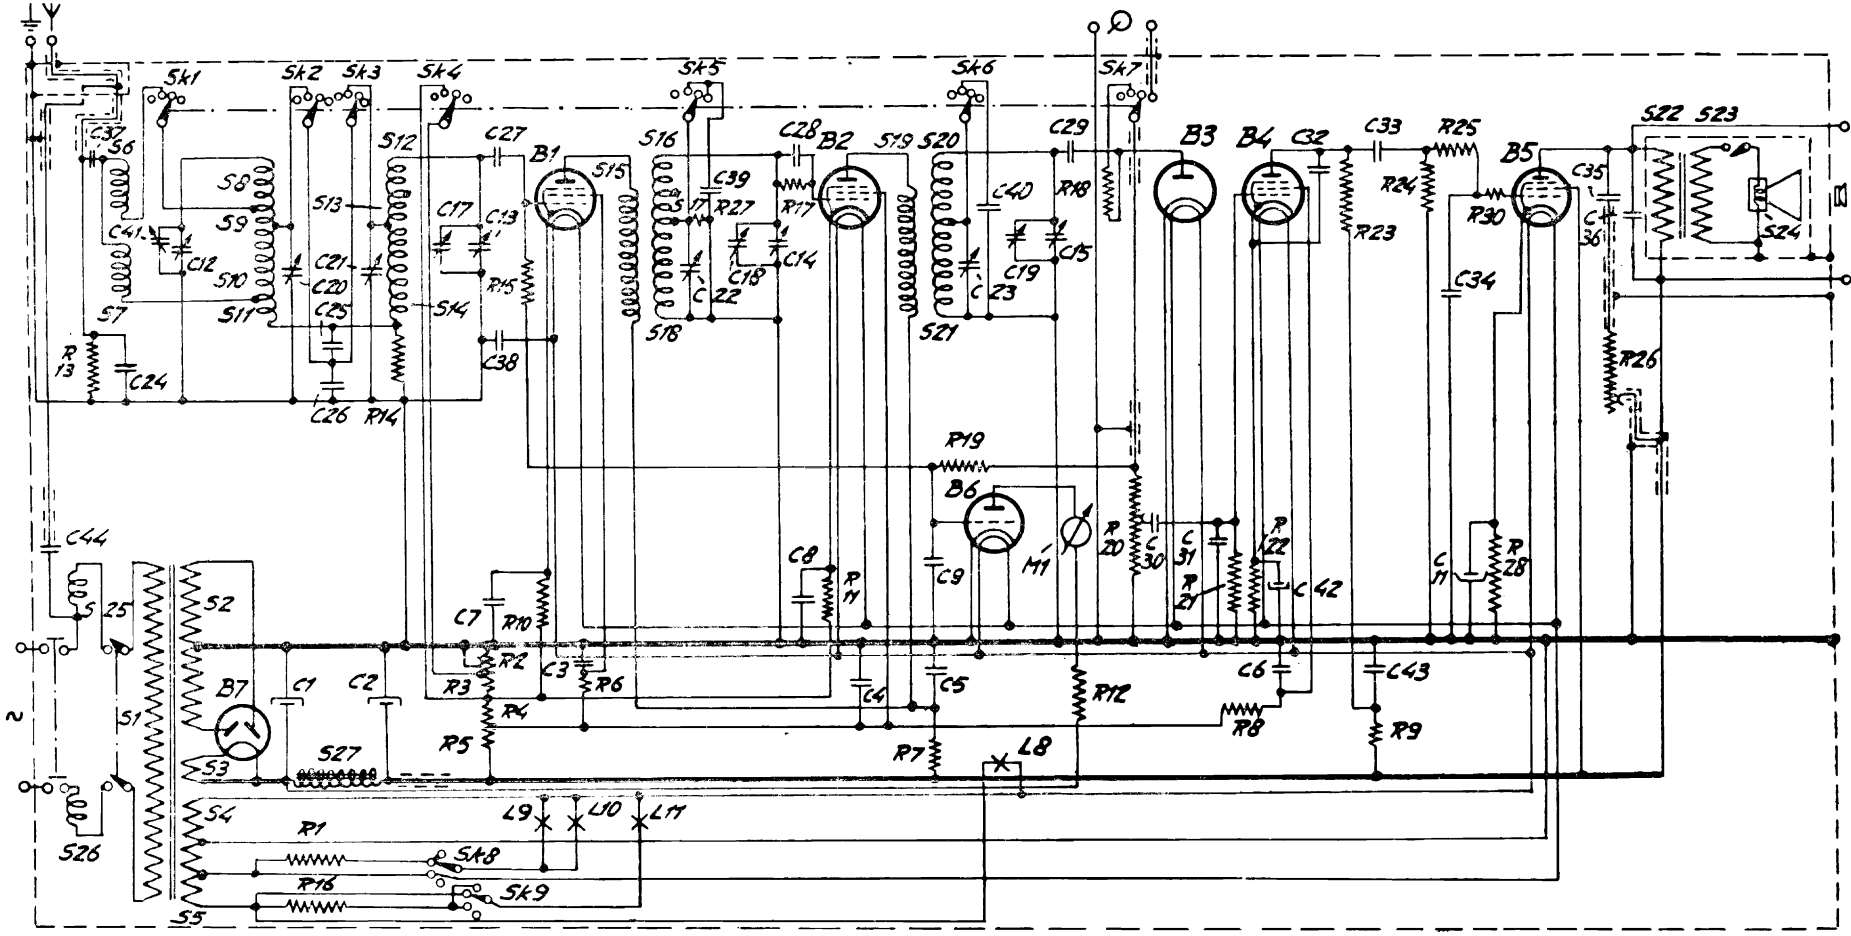 Sk1 Sk2 Sk3 Sk4 Sk5 Sk6 Sk7
C37 S6 S12 C27 B1 S15 S16 C28 B2 S19 S20 C29 B3 B4 C32 C33 R25 B5 S22 S23
S8 S13 S17 C39 R27 R17 C40 R18 R24 R30 C35
S9 C17 C13 R23 C36 S24
C41 C12 S10 C21 C20 R15 C18 C14 C22 C19 C15 C23 C34
S7 S11 C25 S14 S18 S21
R13 C24 C26 R14 C38 R26
R19
B6
C44 C8 R11 C9 M1 R20 C30 C31 R21 R22 C42 C11 R28
S25 S2 C7 R10
R2 C3
B7 C1 C2 R3 R6 C4 C5 R12 C6 C43
S1 R4 R8 R9
~ S3 S27 R5 R7 L8
S4 L9 L10 L11
S26 R1 Sk8
R16 Sk9
S5